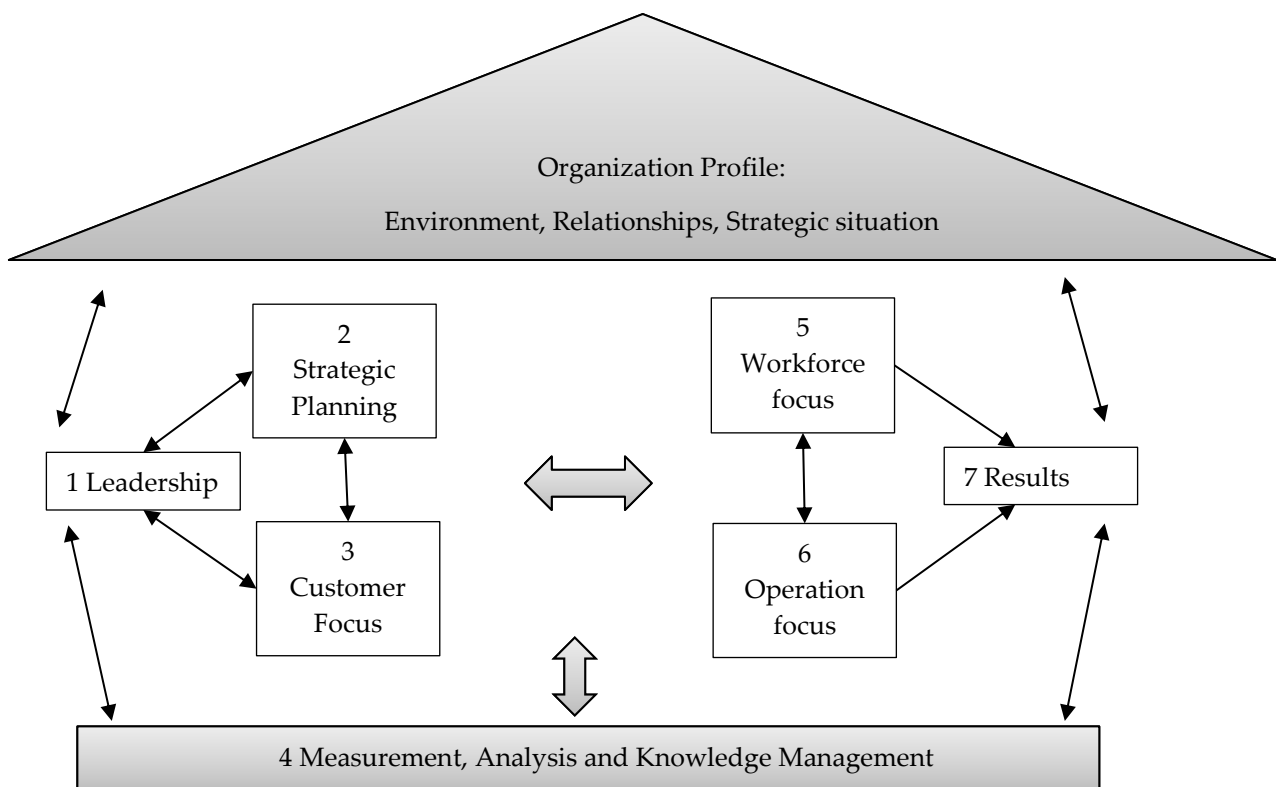 Organization Profile:
Environment, Relationships, Strategic situation
2
Strategic
Planning
5
Workforce
focus
1 Leadership
7 Results
3
Customer
Focus
6
Operation
focus
4 Measurement, Analysis and Knowledge Management